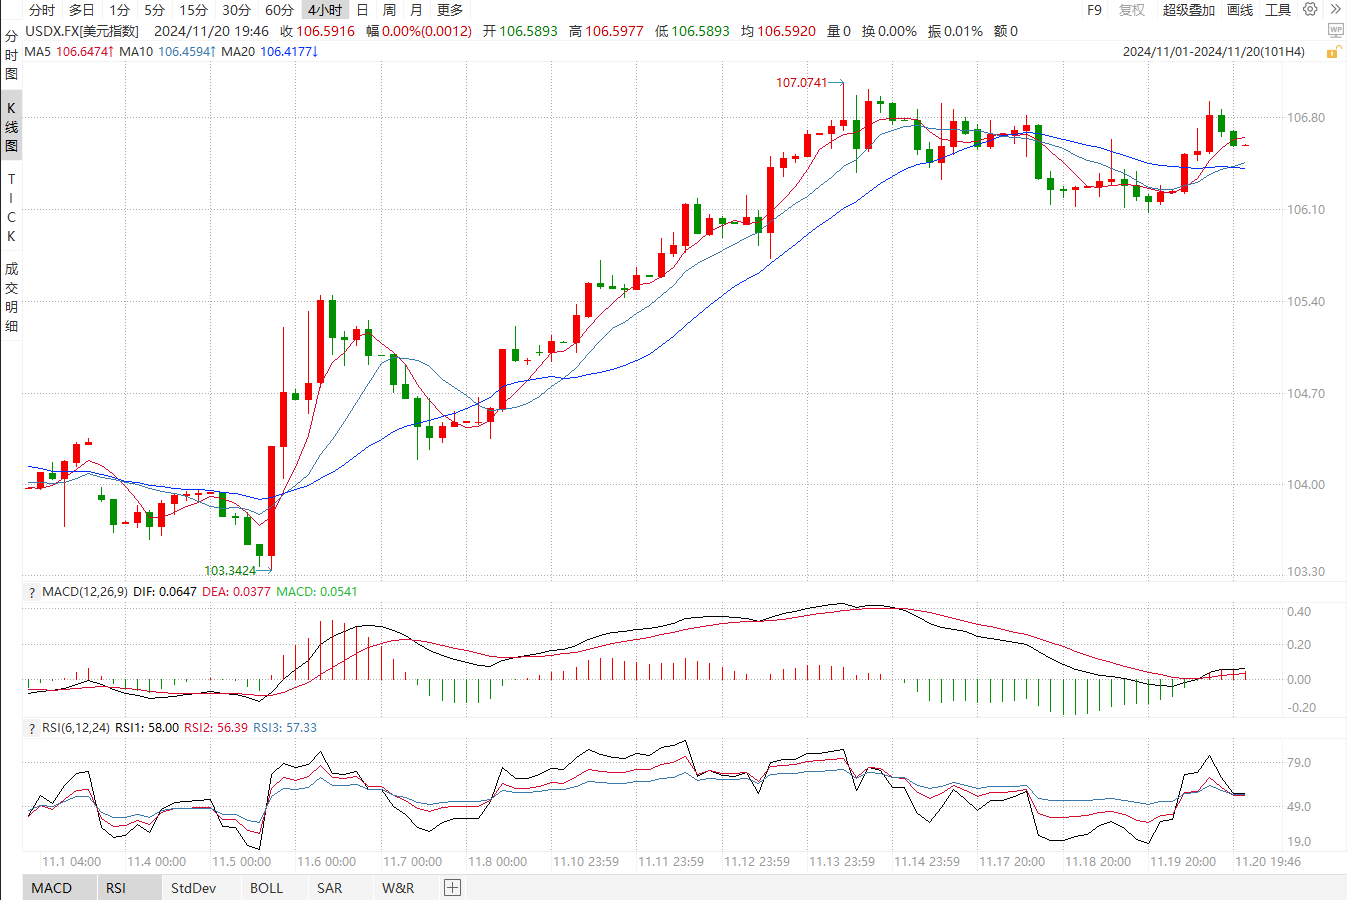 分时 多日 1分 5分 15分 30分 60分 4小时 日 周 月 更多 F9 复权 超级叠加 画线 工具
USDX.FX[美元指数] 2024/11/20 19:46 收 106.5916 幅 0.00%(0.0012) 开 106.5893 高 106.5977 低 106.5893 均 106.5920 量 0 换 0.00% 振 0.01% 额 0 WP
MA5 106.6474↑ MA10 106.4594↑ MA20 106.4177↓ 2024/11/01-2024/11/20(101H4)
分时图
K线图
TICK
成交明细
107.0741
106.80
106.10
105.40
104.70
104.00
103.3424
103.30
? MACD(12,26,9) DIF: 0.0647 DEA: 0.0377 MACD: 0.0541
0.40
0.20
0.00
-0.20
? RSI(6,12,24) RSI1: 58.00 RSI2: 56.39 RSI3: 57.33
79.0
49.0
19.0
11.1 04:00 11.4 00:00 11.5 00:00 11.6 00:00 11.7 00:00 11.8 00:00 11.10 23:59 11.11 23:59 11.12 23:59 11.13 23:59 11.14 23:59 11.17 20:00 11.18 20:00 11.19 20:00 11.20 19:46
MACD RSI StdDev BOLL SAR W&R